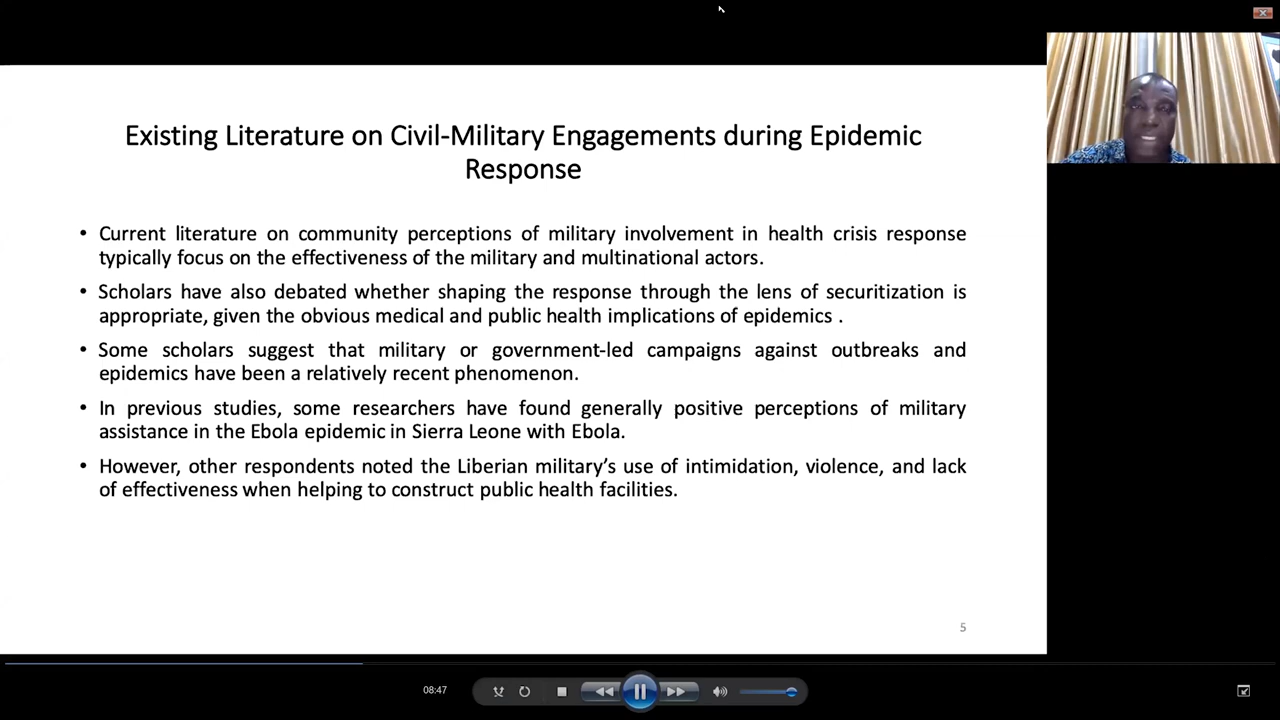 Existing Literature on Civil-Military Engagements during Epidemic
Response
• Current literature on community perceptions of military involvement in health crisis response
typically focus on the effectiveness of the military and multinational actors.
• Scholars have also debated whether shaping the response through the lens of securitization is
appropriate, given the obvious medical and public health implications of epidemics .
• Some scholars suggest that military or government-led campaigns against outbreaks and
epidemics have been a relatively recent phenomenon.
• In previous studies, some researchers have found generally positive perceptions of military
assistance in the Ebola epidemic in Sierra Leone with Ebola.
• However, other respondents noted the Liberian military’s use of intimidation, violence, and lack
of effectiveness when helping to construct public health facilities.
5
08:47